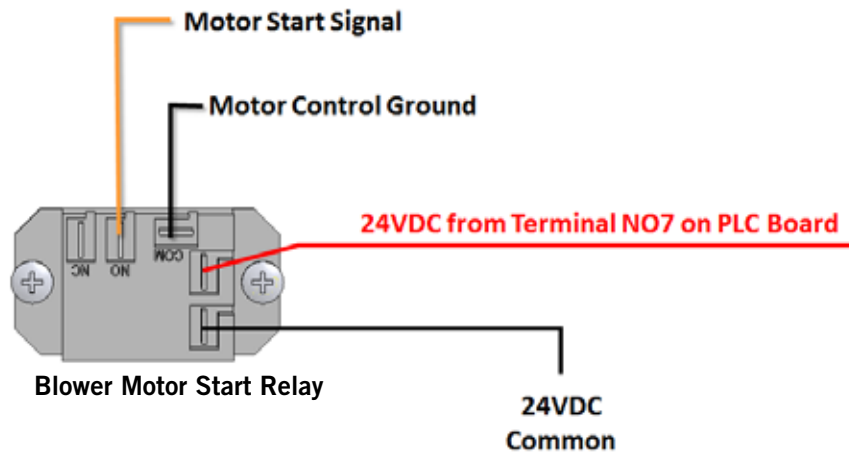 Motor Start Signal
Motor Control Ground
24VDC from Terminal NO7 on PLC Board
NC
NO
COM
Blower Motor Start Relay
24VDC
Common